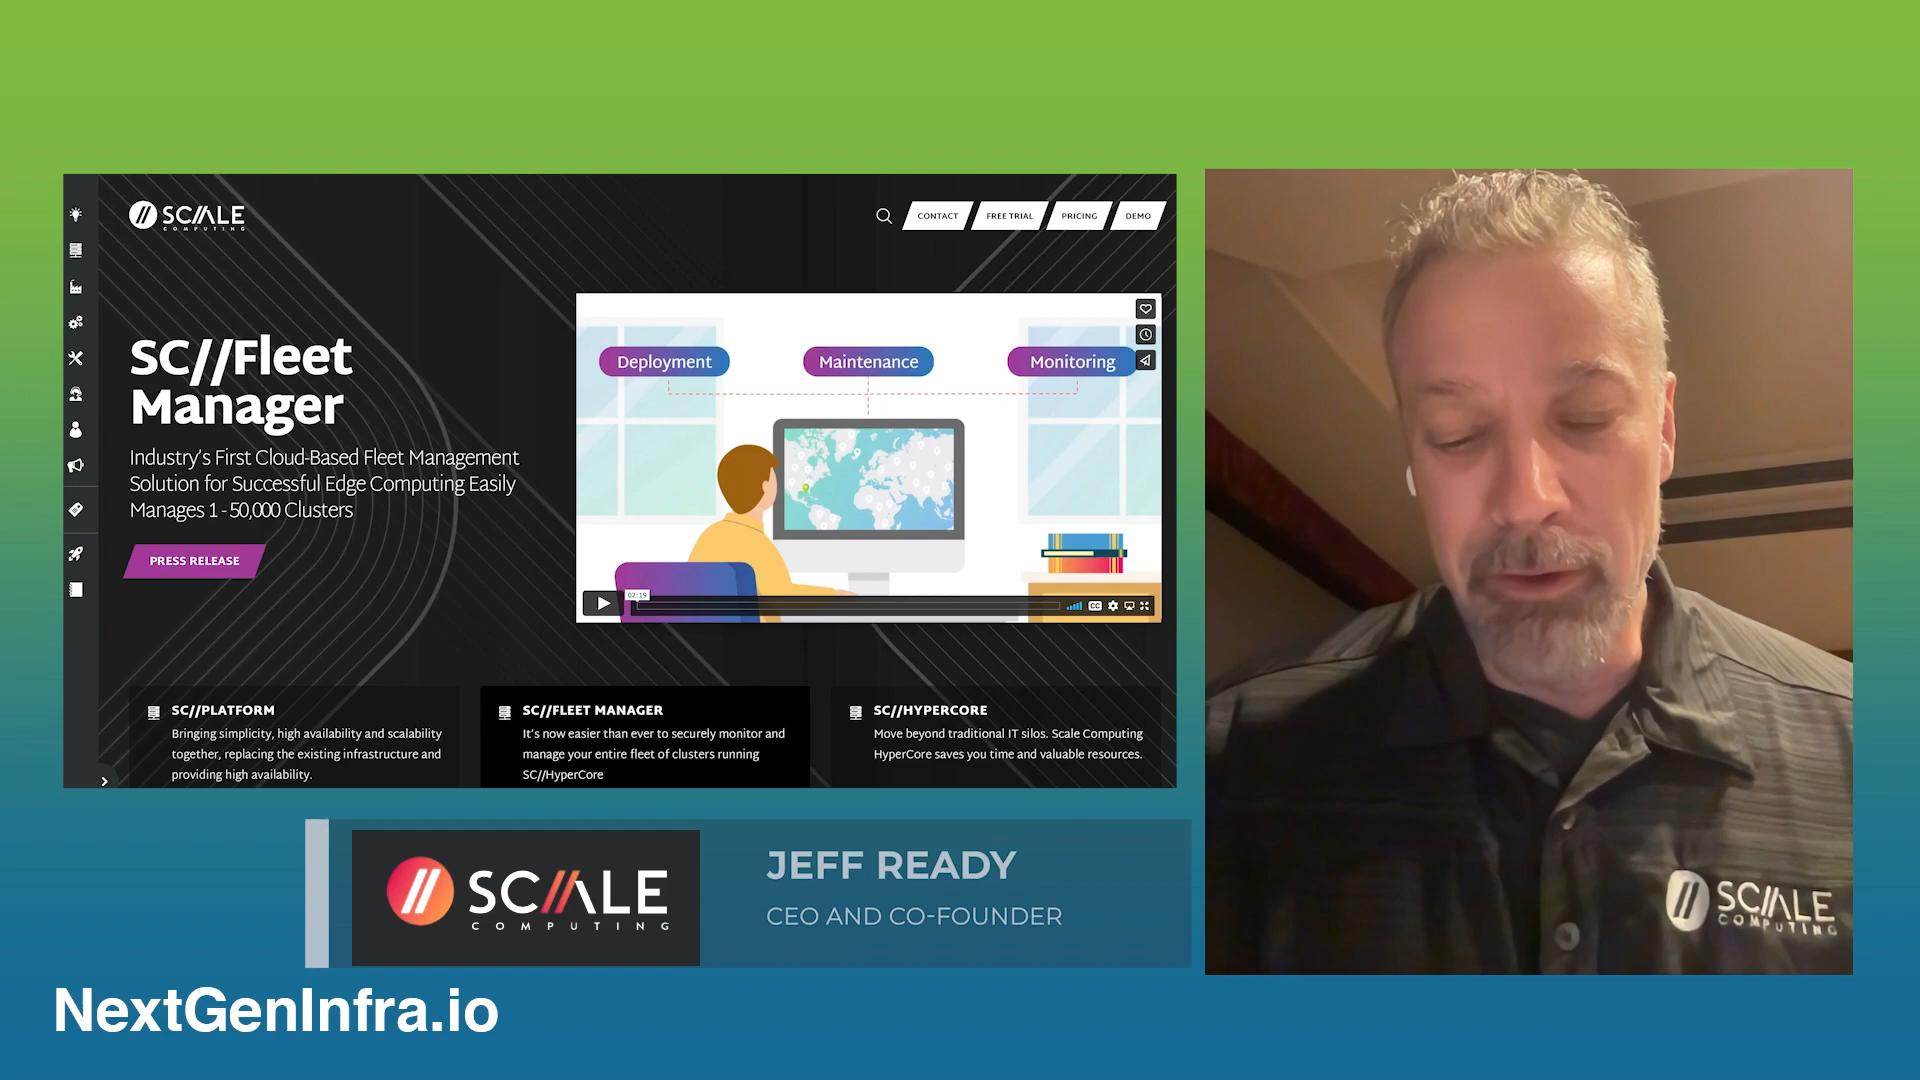 SC//LE
COMPUTING
CONTACT
FREE TRIAL
PRICING
DEMO
SC//Fleet
Manager
Industry's First Cloud-Based Fleet Management
Solution for Successful Edge Computing Easily
Manages 1 - 50,000 Clusters
PRESS RELEASE
Deployment
Maintenance
Monitoring
02:19
CC
SC//PLATFORM
Bringing simplicity, high availability and scalability
together, replacing the existing infrastructure and
providing high availability.
SC//FLEET MANAGER
It's now easier than ever to securely monitor and
manage your entire fleet of clusters running
SC//HyperCore
SC//HYPERCORE
Move beyond traditional IT silos. Scale Computing
HyperCore saves you time and valuable resources.
SC//LE
COMPUTING
JEFF READY
CEO AND CO-FOUNDER
SC//LE
COMPUTING
NextGenInfra.io